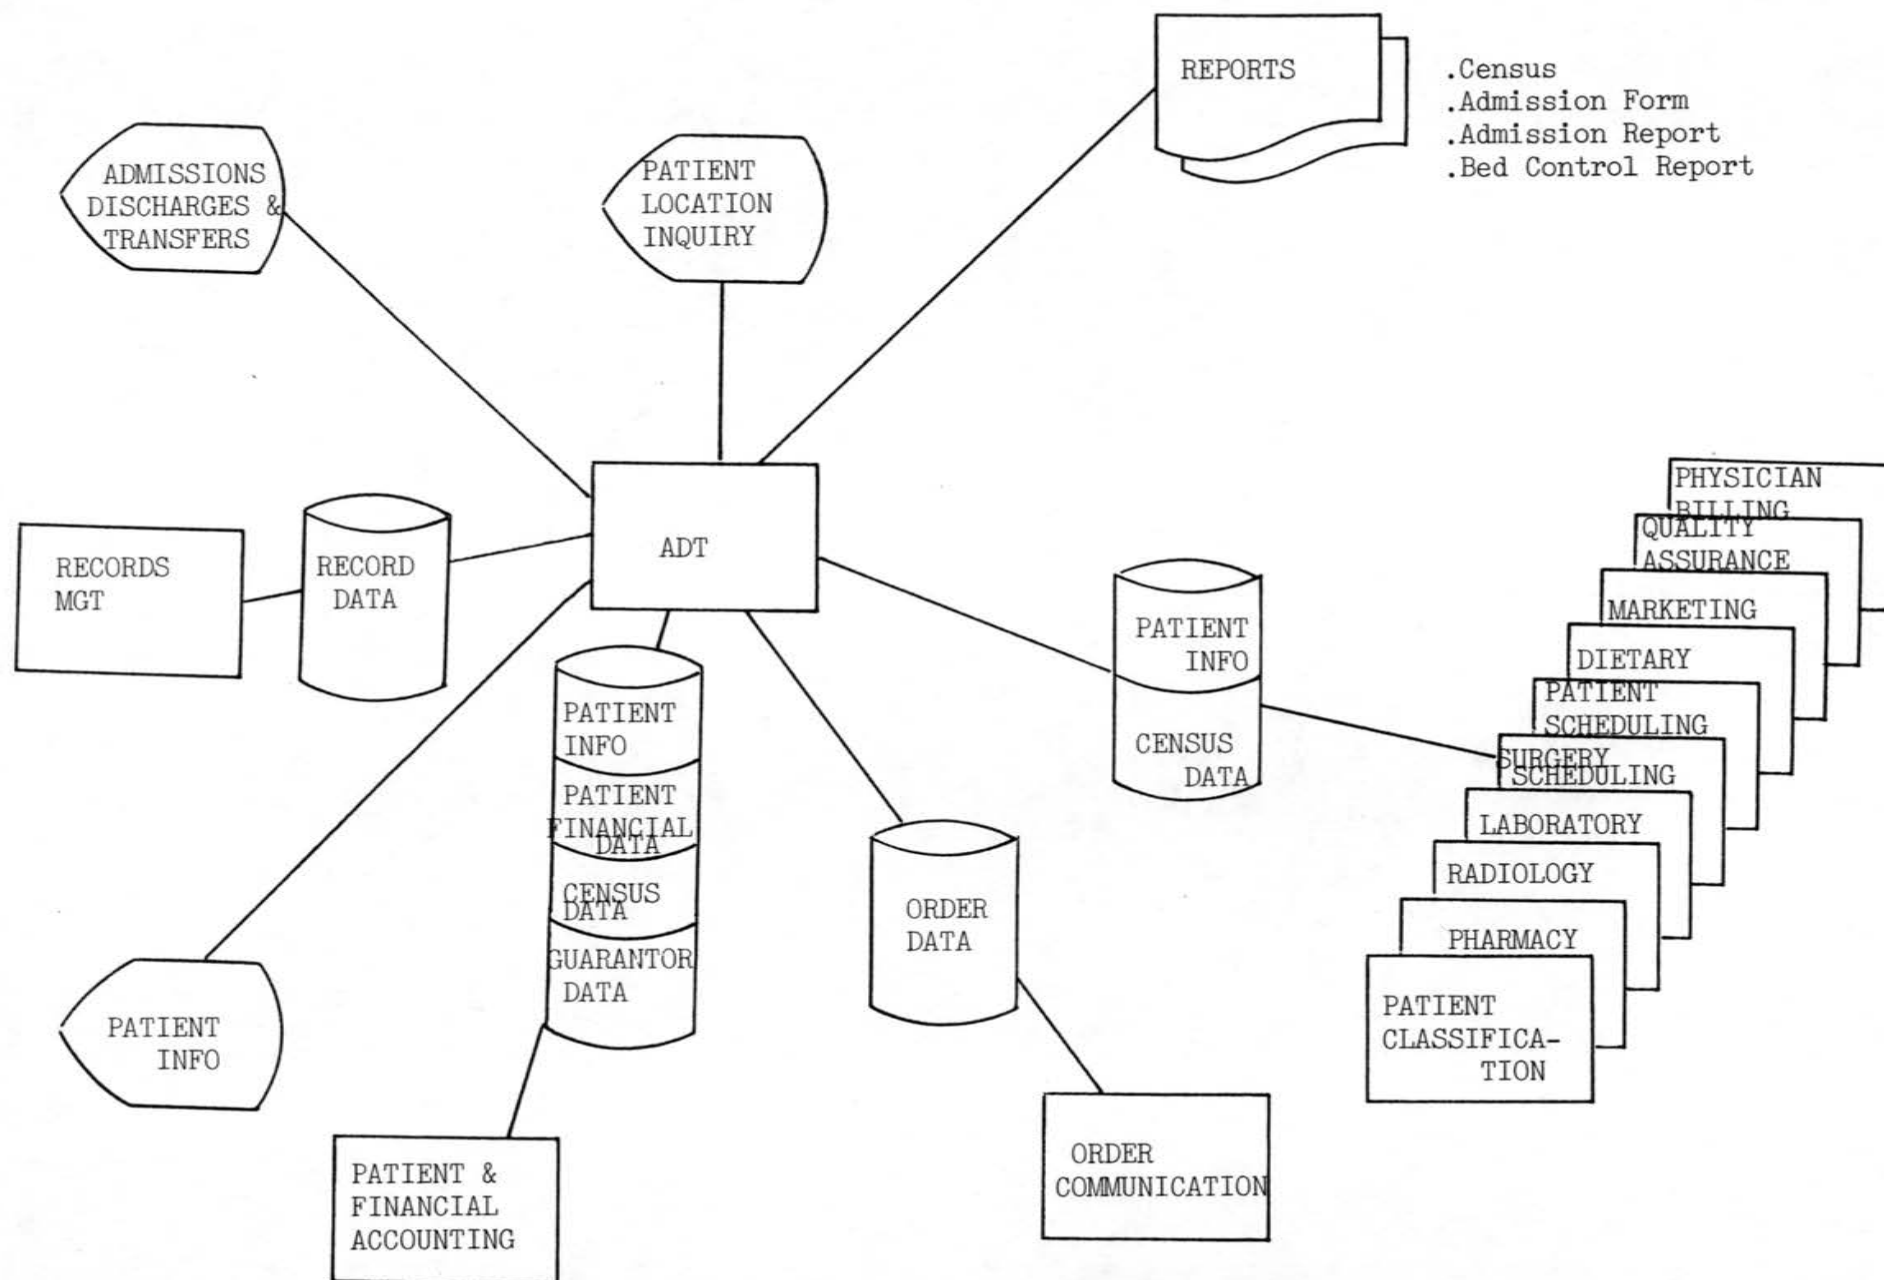 REPORTS
.Census
.Admission Form
.Admission Report
.Bed Control Report
ADMISSIONS
DISCHARGES &
TRANSFERS
PATIENT
LOCATION
INQUIRY
ADT
RECORDS
MGT
RECORD
DATA
PATIENT
INFO
CENSUS
DATA
PHYSICIAN
BILLING
QUALITY
ASSURANCE
MARKETING
DIETARY
PATIENT
SCHEDULING
SURGERY
SCHEDULING
LABORATORY
RADIOLOGY
PHARMACY
PATIENT
CLASSIFICA-
TION
PATIENT
INFO
PATIENT
FINANCIAL
DATA
CENSUS
DATA
GUARANTOR
DATA
ORDER
DATA
PATIENT
INFO
PATIENT &
FINANCIAL
ACCOUNTING
ORDER
COMMUNICATION